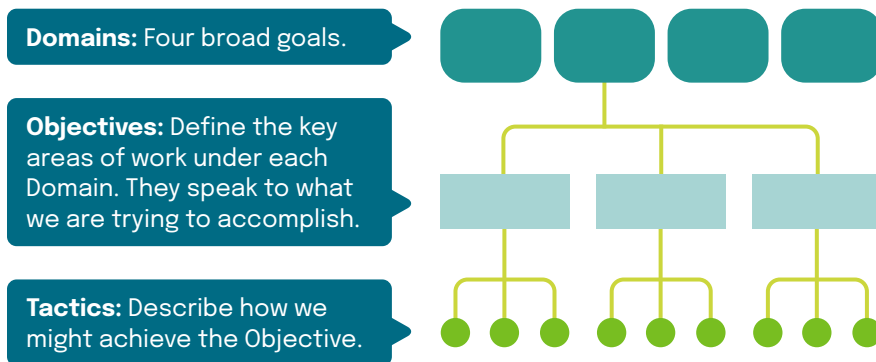 Domains: Four broad goals.
Objectives: Define the key
areas of work under each
Domain. They speak to what
we are trying to accomplish.
Tactics: Describe how we
might achieve the Objective.